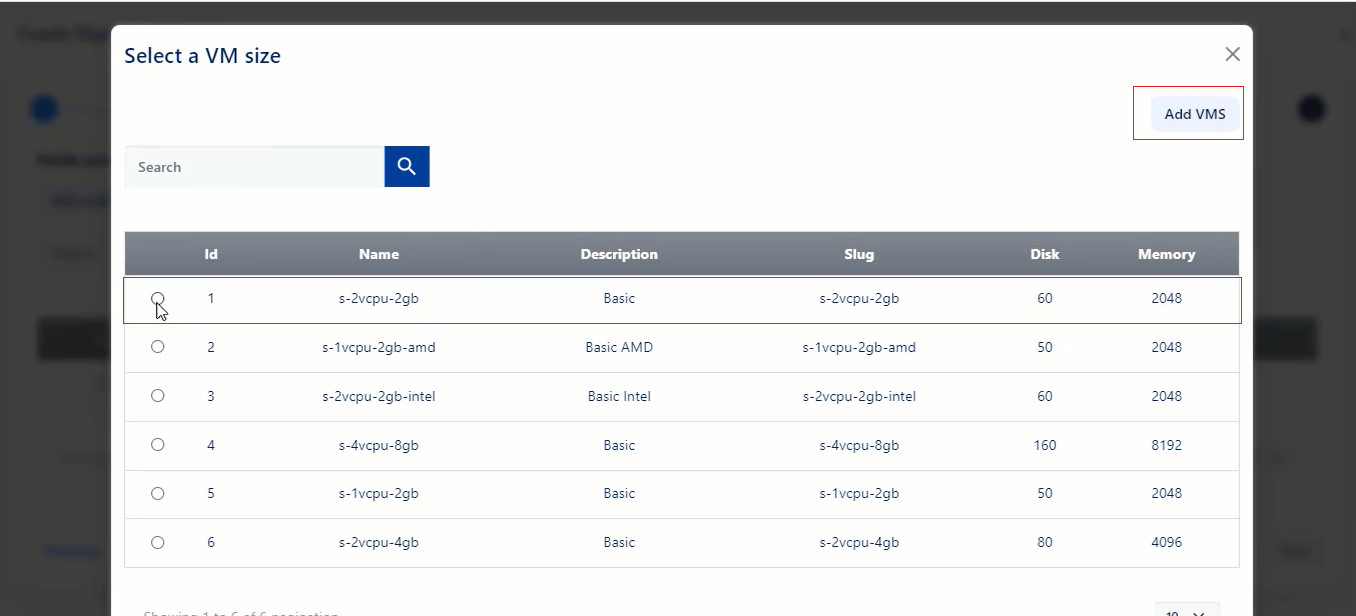 Select a VM size
Add VMS
Search
Id Name Description Slug Disk Memory
1 s-2vcpu-2gb Basic s-2vcpu-2gb 60 2048
2 s-1vcpu-2gb-amd Basic AMD s-1vcpu-2gb-amd 50 2048
3 s-2vcpu-2gb-intel Basic Intel s-2vcpu-2gb-intel 60 2048
4 s-4vcpu-8gb Basic s-4vcpu-8gb 160 8192
5 s-1vcpu-2gb Basic s-1vcpu-2gb 50 2048
6 s-2vcpu-4gb Basic s-2vcpu-4gb 80 4096
Showing 1 to 6 of 6 pagination 10